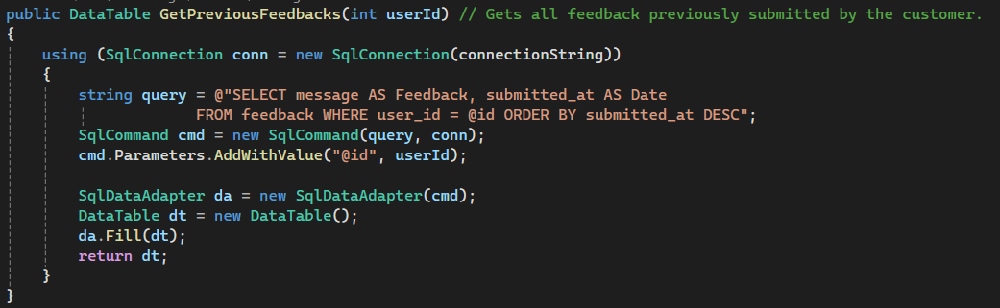 public DataTable GetPreviousFeedbacks(int userId) // Gets all feedback previously submitted by the customer.
{
    using (SqlConnection conn = new SqlConnection(connectionString))
    {
        string query = @"SELECT message AS Feedback, submitted_at AS Date
                     FROM feedback WHERE user_id = @id ORDER BY submitted_at DESC";
        SqlCommand cmd = new SqlCommand(query, conn);
        cmd.Parameters.AddWithValue("@id", userId);

        SqlDataAdapter da = new SqlDataAdapter(cmd);
        DataTable dt = new DataTable();
        da.Fill(dt);
        return dt;
    }
}